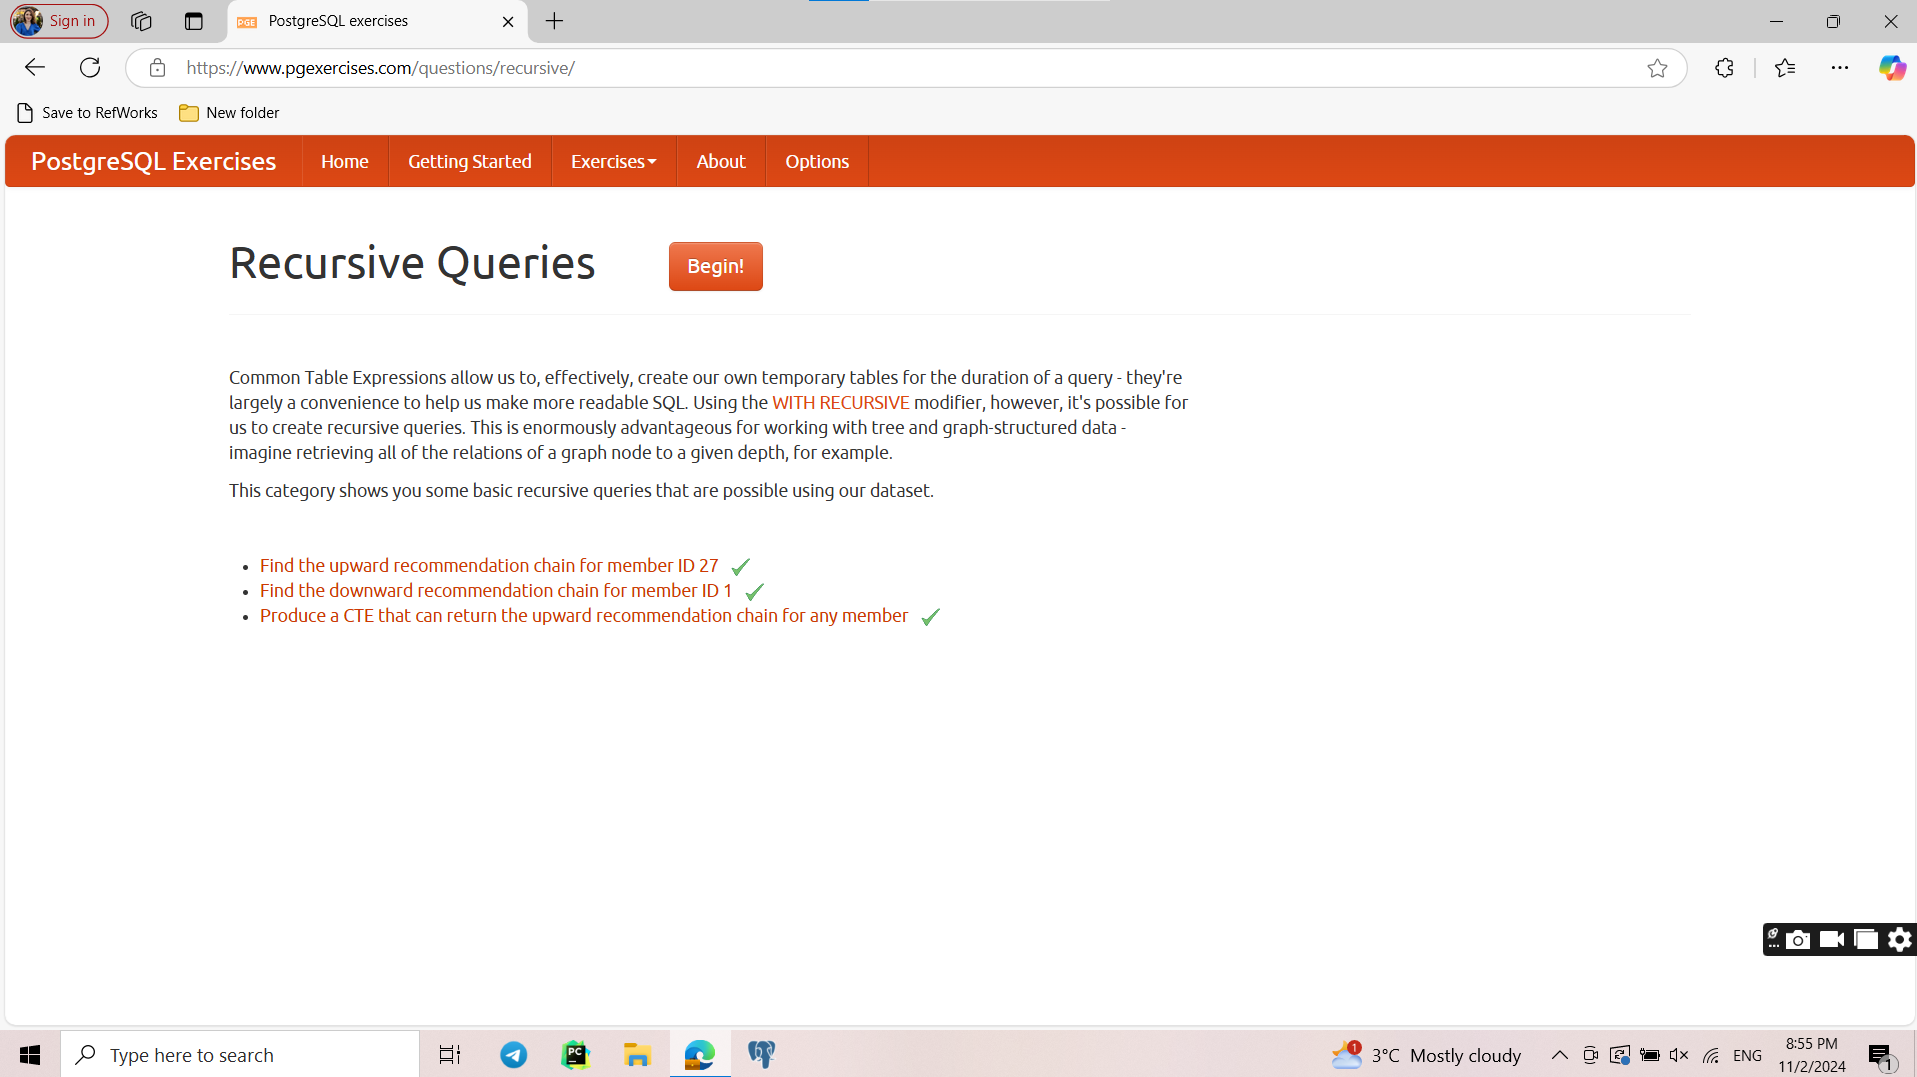 Sign in
PGE PostgreSQL exercises
https://www.pgexercises.com/questions/recursive/
Save to RefWorks New folder
PostgreSQL Exercises Home Getting Started Exercises About Options
Recursive Queries Begin!
Common Table Expressions allow us to, effectively, create our own temporary tables for the duration of a query - they're
largely a convenience to help us make more readable SQL. Using the WITH RECURSIVE modifier, however, it's possible for
us to create recursive queries. This is enormously advantageous for working with tree and graph-structured data -
imagine retrieving all of the relations of a graph node to a given depth, for example.
This category shows you some basic recursive queries that are possible using our dataset.
Find the upward recommendation chain for member ID 27
Find the downward recommendation chain for member ID 1
Produce a CTE that can return the upward recommendation chain for any member
Type here to search PC 1 3°C Mostly cloudy ENG 8:55 PM
11/2/2024 1